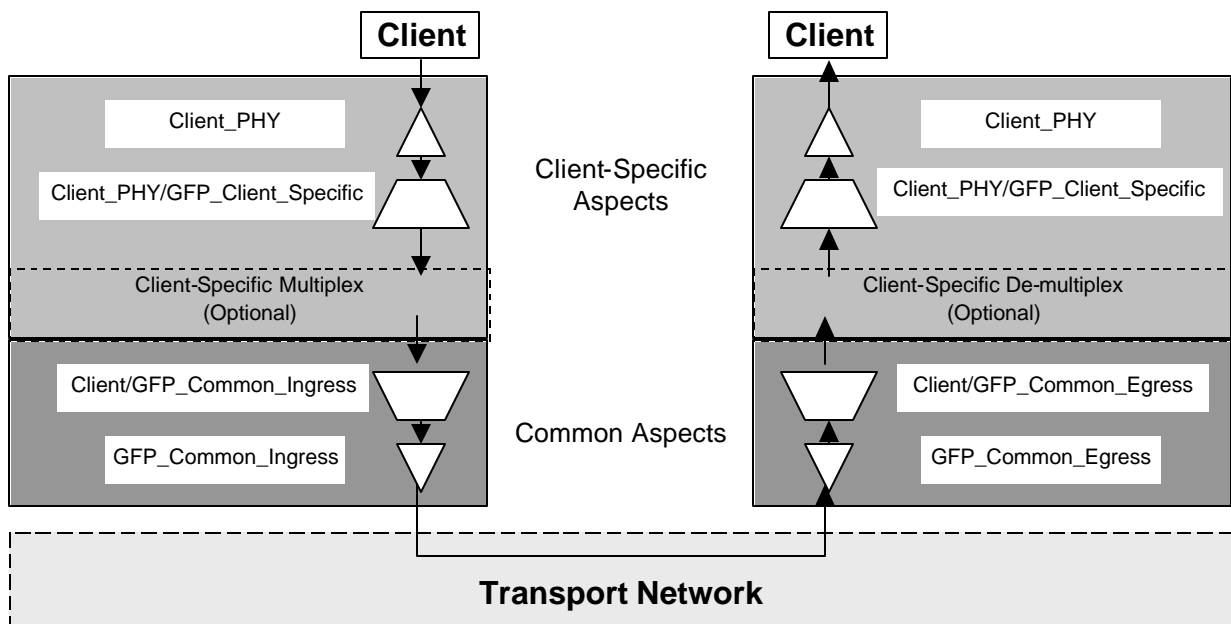 Client
Client
Client_PHY
Client_PHY
Client_PHY/GFP_Client_Specific
Client-Specific
Aspects
Client_PHY/GFP_Client_Specific
Client-Specific Multiplex
(Optional)
Client-Specific De-multiplex
(Optional)
Client/GFP_Common_Ingress
Client/GFP_Common_Egress
GFP_Common_Ingress
Common Aspects
GFP_Common_Egress
Transport Network